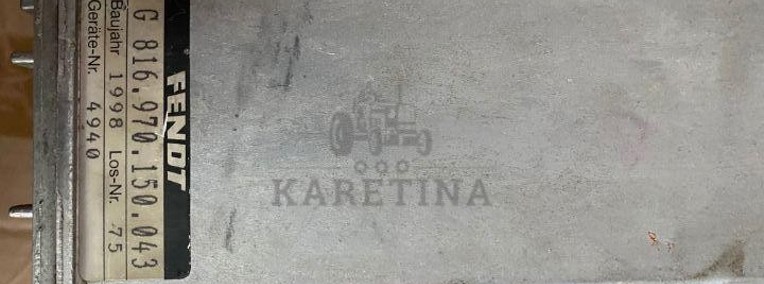 FENDT
G 816.970.150.043
Baujahr 1998 Los-Nr. 75
Geräte-Nr. 4940
KARETINA